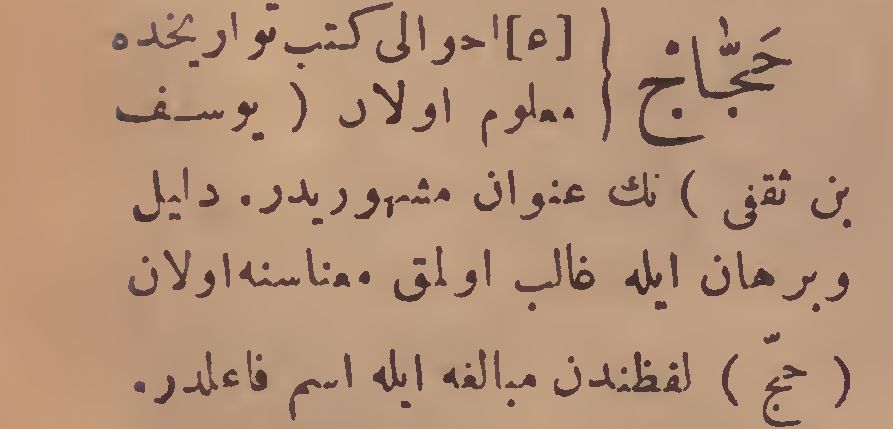 حَجَّاج { [ع] احوالی کتب تواریخده
معلوم اولان ( یوسف
بن ثقفی ) نك عنوان مشهوریدر. دلیل
وبرهان ایله غالب اولمق معناسنه اولان
( حجّ ) لفظندن مبالغه ایله اسم فاعلدر.